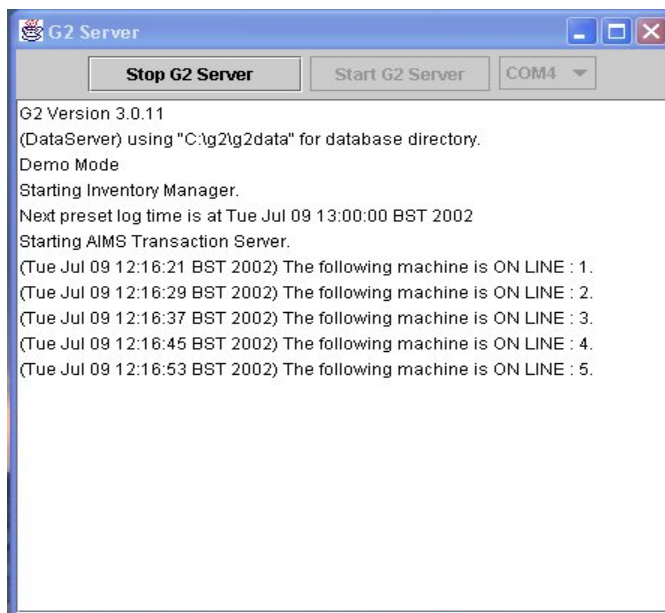 G2 Server
Stop G2 Server Start G2 Server COM4
G2 Version 3.0.11
(DataServer) using "C:\g2\g2data" for database directory.
Demo Mode
Starting Inventory Manager.
Next preset log time is at Tue Jul 09 13:00:00 BST 2002
Starting AIMS Transaction Server.
(Tue Jul 09 12:16:21 BST 2002) The following machine is ON LINE : 1.
(Tue Jul 09 12:16:29 BST 2002) The following machine is ON LINE : 2.
(Tue Jul 09 12:16:37 BST 2002) The following machine is ON LINE : 3.
(Tue Jul 09 12:16:45 BST 2002) The following machine is ON LINE : 4.
(Tue Jul 09 12:16:53 BST 2002) The following machine is ON LINE : 5.